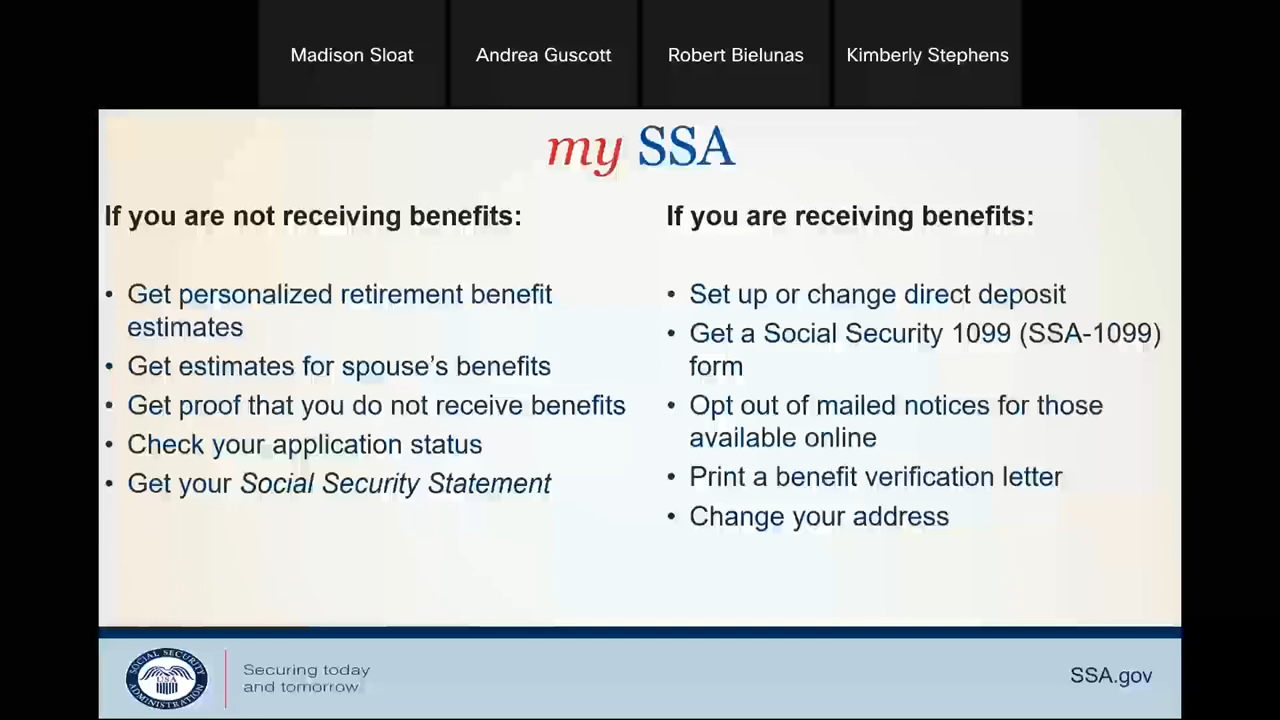 Madison Sloat
Andrea Guscott
Robert Bielunas
Kimberly Stephens
my SSA
If you are not receiving benefits:
• Get personalized retirement benefit
estimates
• Get estimates for spouse’s benefits
• Get proof that you do not receive benefits
• Check your application status
• Get your Social Security Statement
If you are receiving benefits:
• Set up or change direct deposit
• Get a Social Security 1099 (SSA-1099)
form
• Opt out of mailed notices for those
available online
• Print a benefit verification letter
• Change your address
SOCIAL SECURITY
USA
ADMINISTRATION
Securing today
and tomorrow
SSA.gov